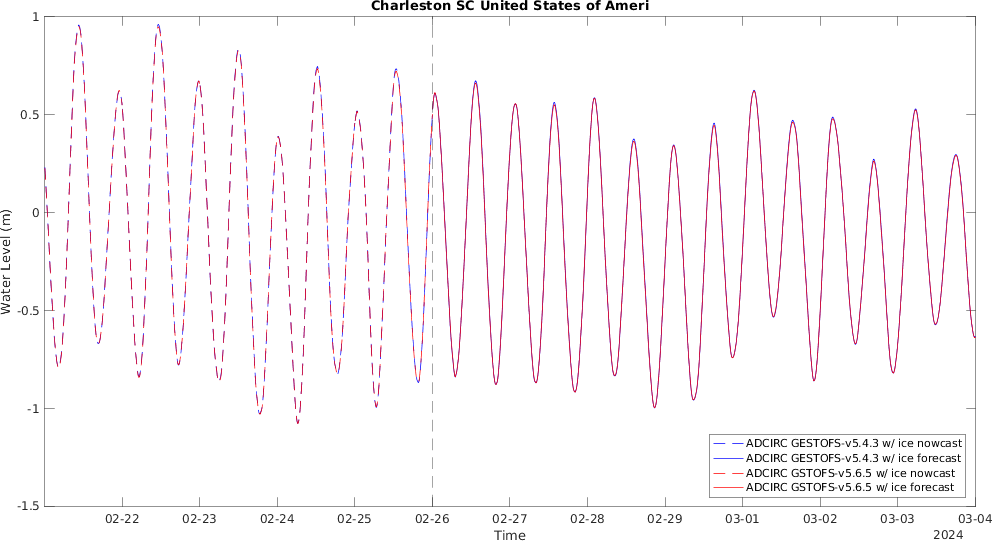 Charleston SC United States of Ameri
1
0.5
0
-0.5
-1
-1.5
Water Level (m)
ADCIRC GESTOFS-v5.4.3 w/ ice nowcast
ADCIRC GESTOFS-v5.4.3 w/ ice forecast
ADCIRC GSTOFS-v5.6.5 w/ ice nowcast
ADCIRC GSTOFS-v5.6.5 w/ ice forecast
02-22 02-23 02-24 02-25 02-26 02-27 02-28 02-29 03-01 03-02 03-03 03-04
Time
2024